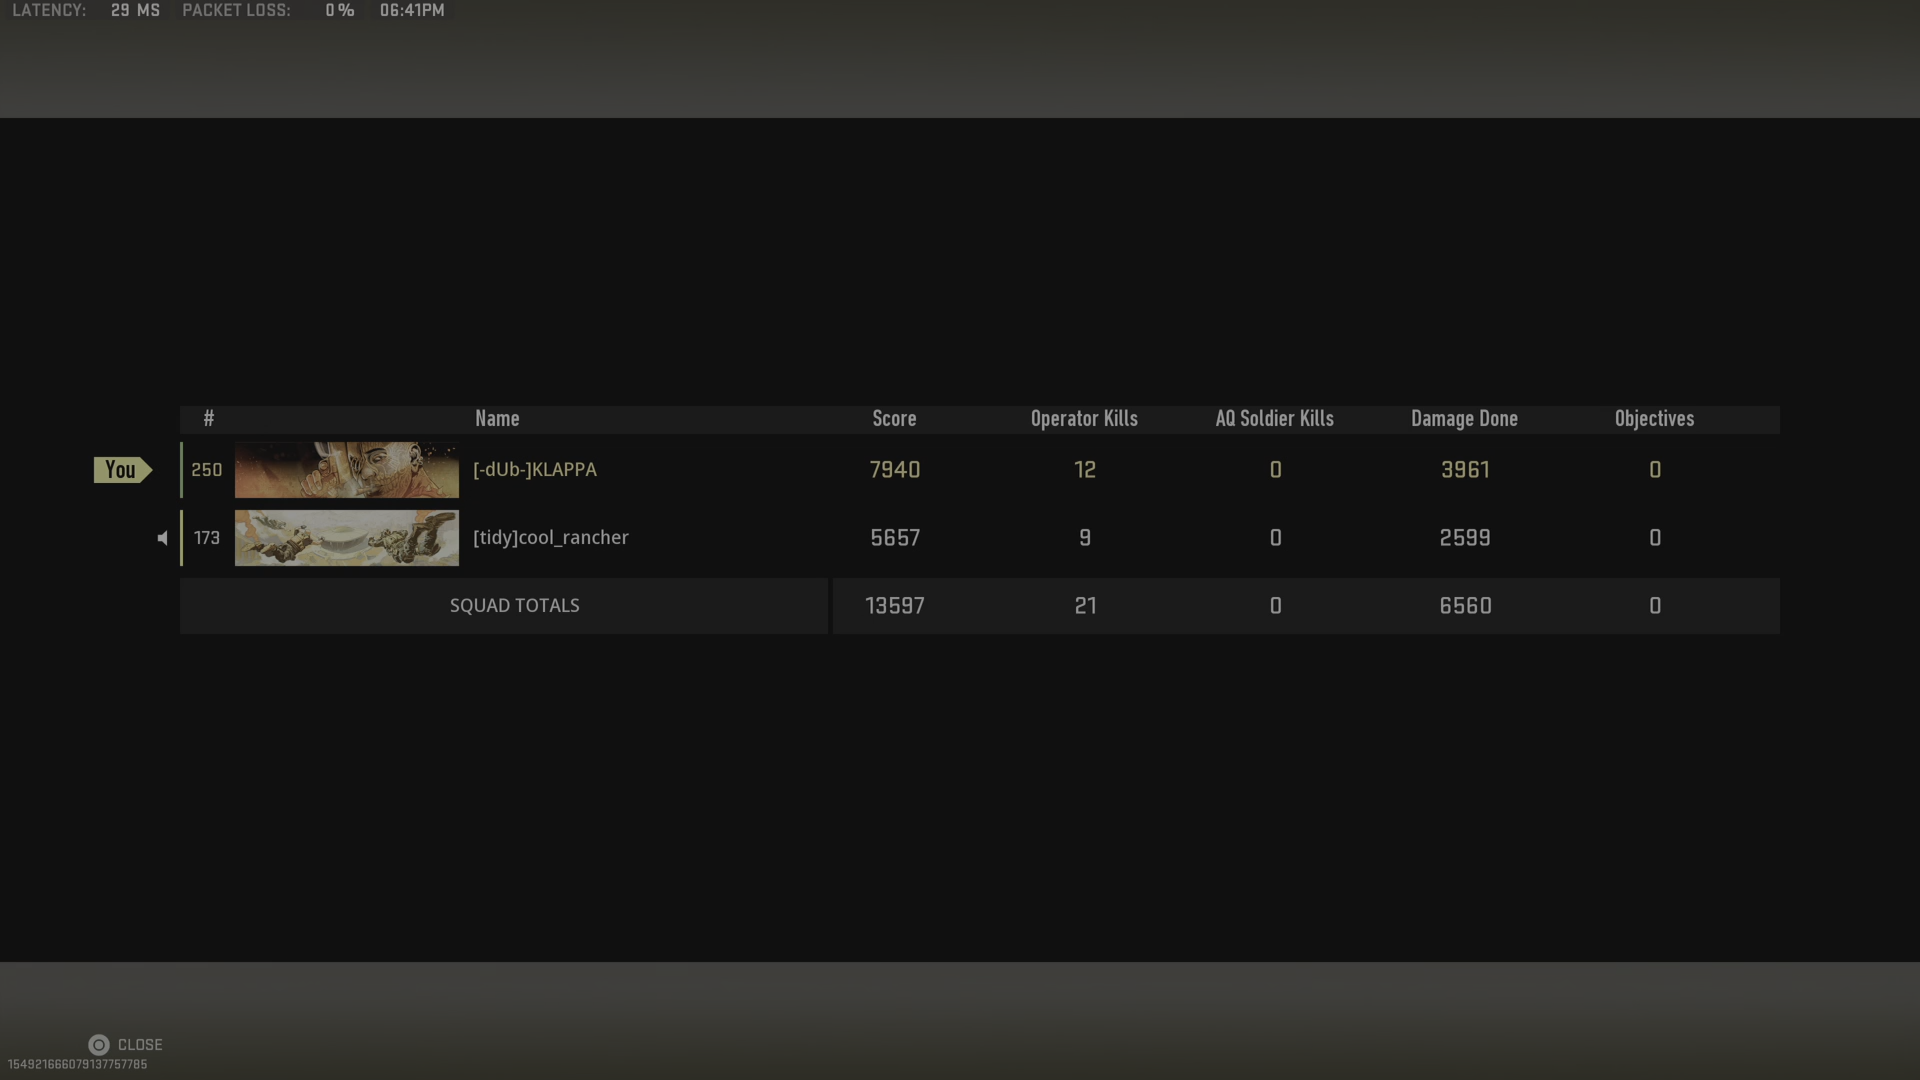 LATENCY: 29 MS PACKET LOSS: 0% 06:41PM
# Name Score Operator Kills AQ Soldier Kills Damage Done Objectives
You 250 [-dUb-]KLAPPA 7940 12 0 3961 0
173 [tidy]cool_rancher 5657 9 0 2599 0
SQUAD TOTALS 13597 21 0 6560 0
CLOSE
154921666079137757785